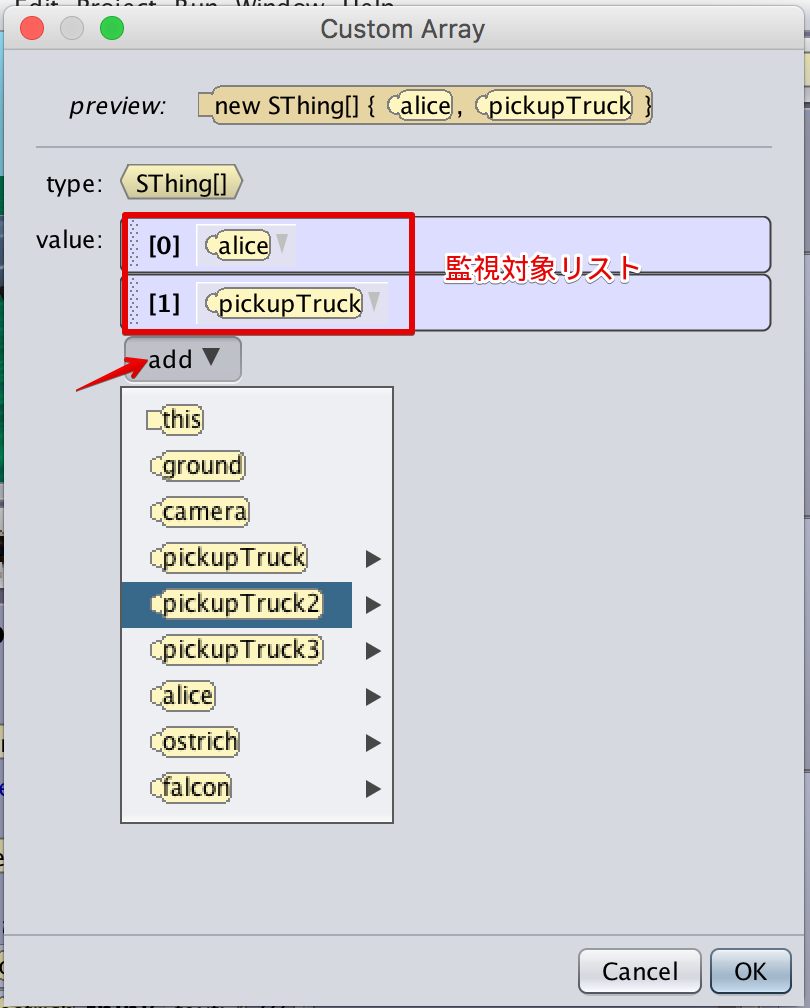 Edit Project Run Window Help
Custom Array
preview: new SThing[] { alice , pickupTruck }
type: SThing[]
value: [0] alice
監視対象リスト
[1] pickupTruck
add
this
ground
camera
pickupTruck
pickupTruck2
pickupTruck3
alice
ostrich
falcon
Cancel OK